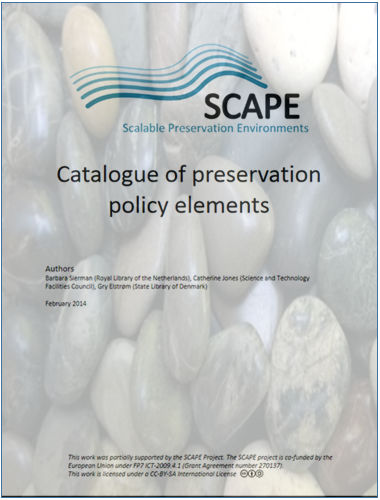 SCAPE
Scalable Preservation Environments
Catalogue of preservation
policy elements
Authors
Barbara Sierman (Royal Library of the Netherlands), Catherine Jones (Science and Technology
Facilities Council), Gry Elstrøm (State Library of Denmark)
February 2014
This work was partially supported by the SCAPE Project. The SCAPE project is co-funded by the
European Union under FP7 ICT-2009.4.1 (Grant Agreement number 270137).
This work is licensed under a CC-BY-SA International License